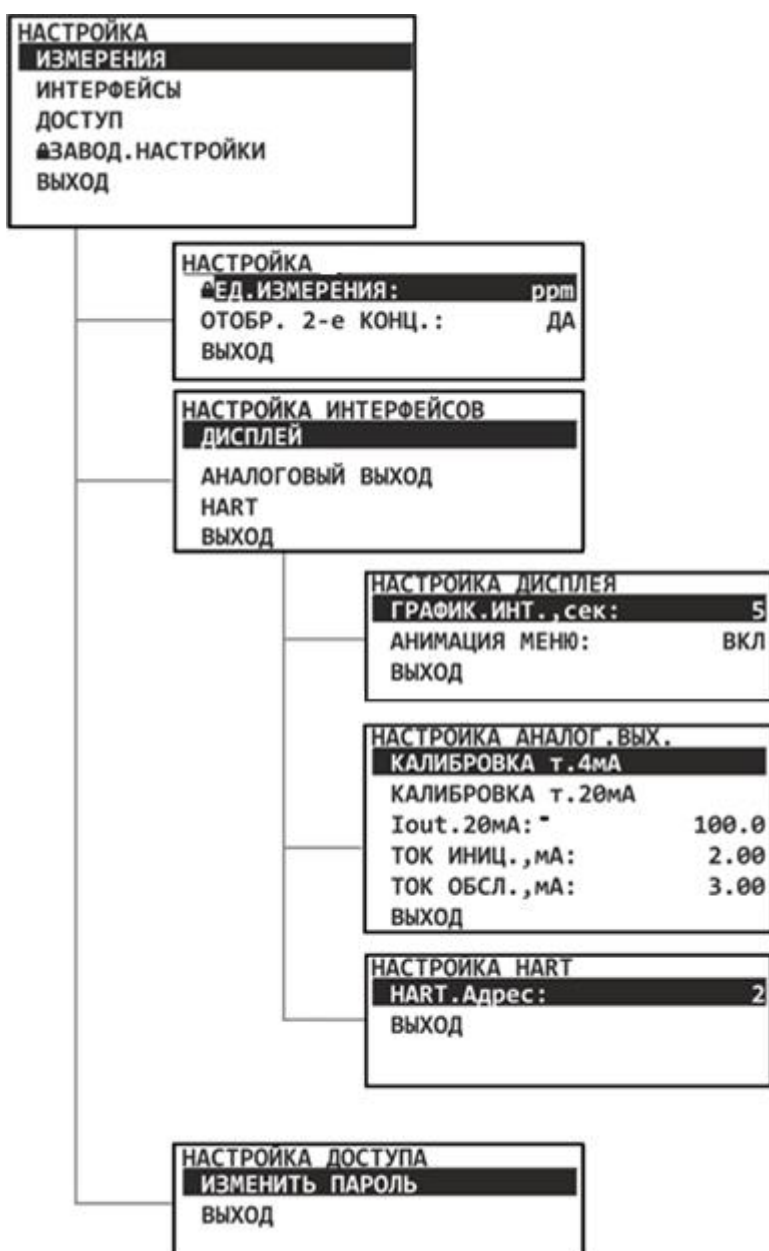 НАСТРОЙКА
ИЗМЕРЕНИЯ
ИНТЕРФЕЙСЫ
ДОСТУП
ЗАВОД.НАСТРОЙКИ
ВЫХОД
НАСТРОЙКА
ЕД.ИЗМЕРЕНИЯ: ppm
ОТОБР. 2-е КОНЦ.: ДА
ВЫХОД
НАСТРОЙКА ИНТЕРФЕЙСОВ
ДИСПЛЕЙ
АНАЛОГОВЫЙ ВЫХОД
HART
ВЫХОД
НАСТРОЙКА ДИСПЛЕЯ
ГРАФИК.ИНТ.,сек: 5
АНИМАЦИЯ МЕНЮ: ВКЛ
ВЫХОД
НАСТРОЙКА АНАЛОГ.ВЫХ.
КАЛИБРОВКА т.4мА
КАЛИБРОВКА т.20мА
Iout.20мА:- 100.0
ТОК ИНИЦ.,мА: 2.00
ТОК ОБСЛ.,мА: 3.00
ВЫХОД
НАСТРОЙКА HART
HART.Адрес: 2
ВЫХОД
НАСТРОЙКА ДОСТУПА
ИЗМЕНИТЬ ПАРОЛЬ
ВЫХОД